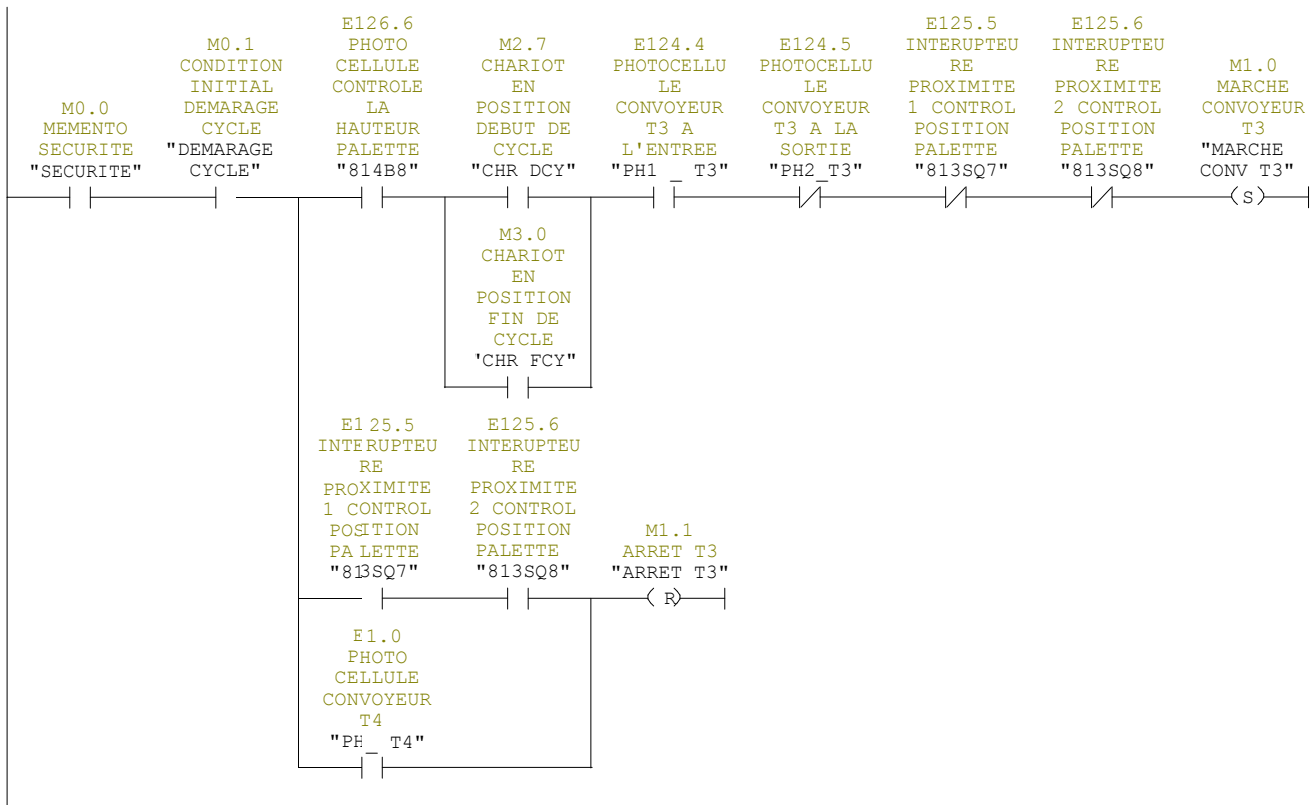 M0.0
MEMENTO
SECURITE
"SECURITE"
M0.1
CONDITION
INITIAL
DEMARAGE
CYCLE
"DEMARAGE
CYCLE"
E126.6
PHOTO
CELLULE
CONTROLE
LA
HAUTEUR
PALETTE
"814B8"
M2.7
CHARIOT
EN
POSITION
DEBUT DE
CYCLE
"CHR DCY"
E124.4
PHOTOCELLU
LE
CONVOYEUR
T3 A
L'ENTREE
"PH1 _ T3"
E124.5
PHOTOCELLU
LE
CONVOYEUR
T3 A LA
SORTIE
"PH2_T3"
E125.5
INTERUPTEU
RE
PROXIMITE
1 CONTROL
POSITION
PALETTE
"813SQ7"
E125.6
INTERUPTEU
RE
PROXIMITE
2 CONTROL
POSITION
PALETTE
"813SQ8"
M1.0
MARCHE
CONVOYEUR
T3
"MARCHE
CONV T3"
S
M3.0
CHARIOT
EN
POSITION
FIN DE
CYCLE
'CHR FCY"
E125.5
INTERUPTEU
RE
PROXIMITE
1 CONTROL
POSITION
PALETTE
"813SQ7"
E125.6
INTERUPTEU
RE
PROXIMITE
2 CONTROL
POSITION
PALETTE
"813SQ8"
M1.1
ARRET T3
"ARRET T3"
R
E1.0
PHOTO
CELLULE
CONVOYEUR
T4
"PH_ T4"